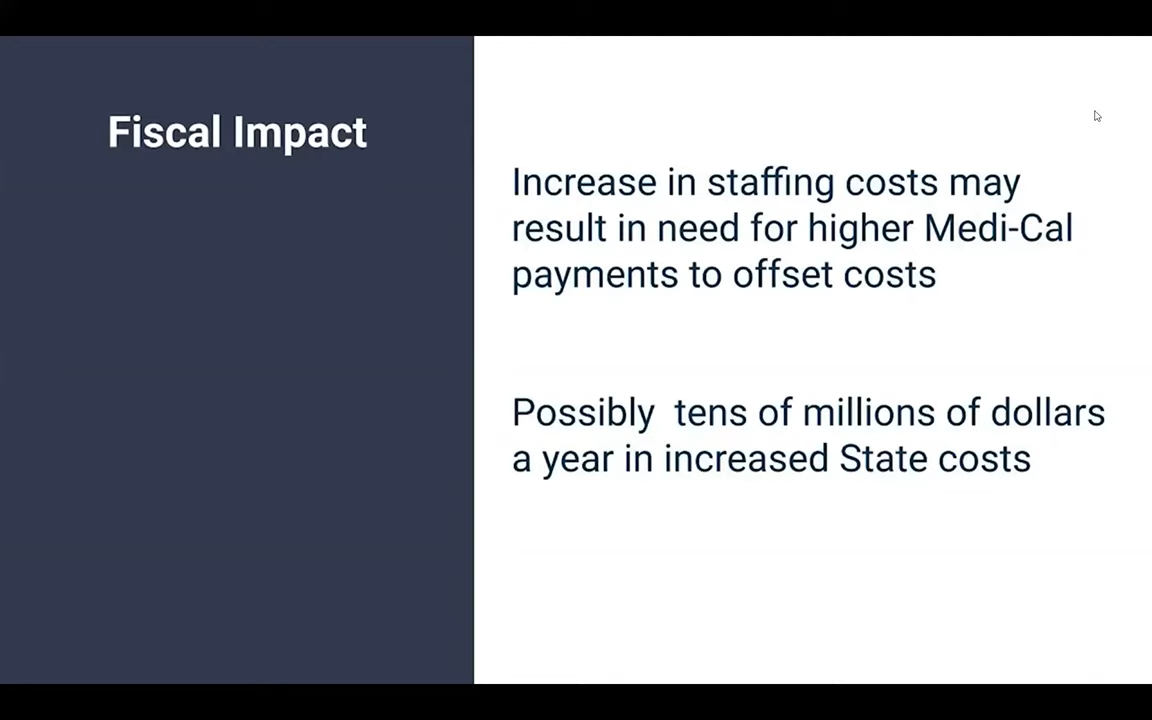 Fiscal Impact
Increase in staffing costs may
result in need for higher Medi-Cal
payments to offset costs
Possibly  tens of millions of dollars
a year in increased State costs